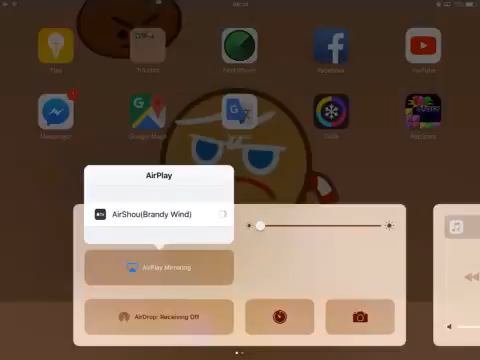 Tips
Find iPhone
Facebook
YouTube
Messenger
Google Maps
AirPlay
AirShou(Brandy Wind)
AirPlay Mirroring
AirDrop: Receiving Off